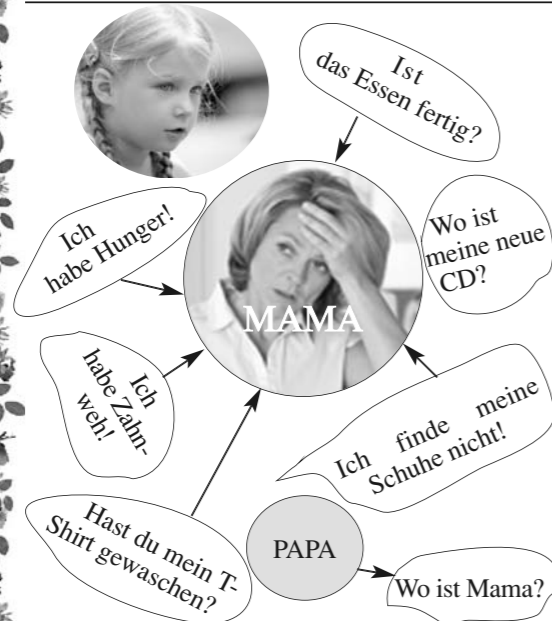 Ist
das Essen fertig?
Ich
habe Hunger!
Wo ist
meine neue
CD?
MAMA
Ich
habe Zahn-
weh!
Ich finde meine
Schuhe nicht!
Hast du mein T-
Shirt gewaschen?
PAPA
Wo ist Mama?